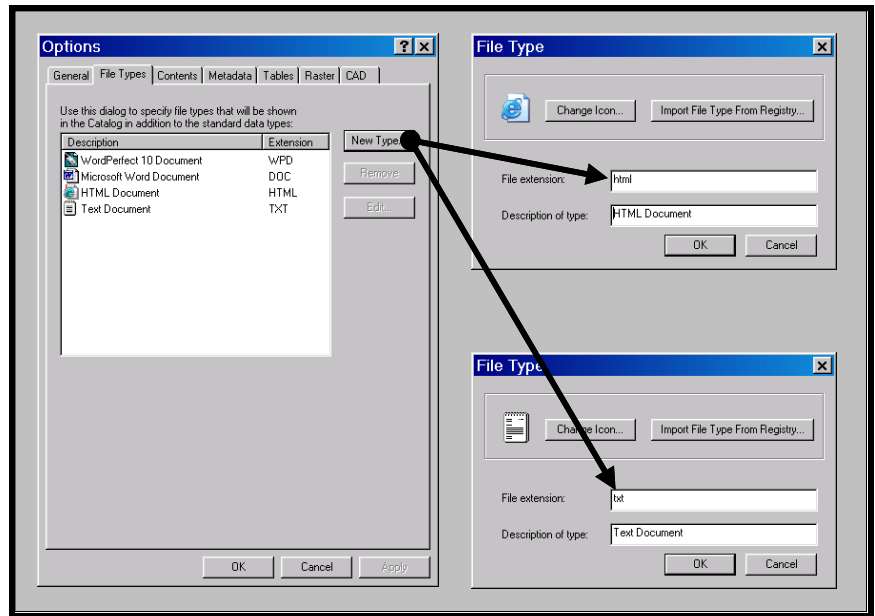 Options
General File Types Contents Metadata Tables Raster CAD
Use this dialog to specify file types that will be shown
in the Catalog in addition to the standard data types:
Description Extension
WordPerfect 10 Document WPD
Microsoft Word Document DOC
HTML Document HTML
Text Document TXT
New Type...
Remove
Edit...
OK Cancel Apply
File Type
Change Icon... Import File Type From Registry...
File extension: html
Description of type: HTML Document
OK Cancel
File Type
Change Icon... Import File Type From Registry...
File extension: txt
Description of type: Text Document
OK Cancel